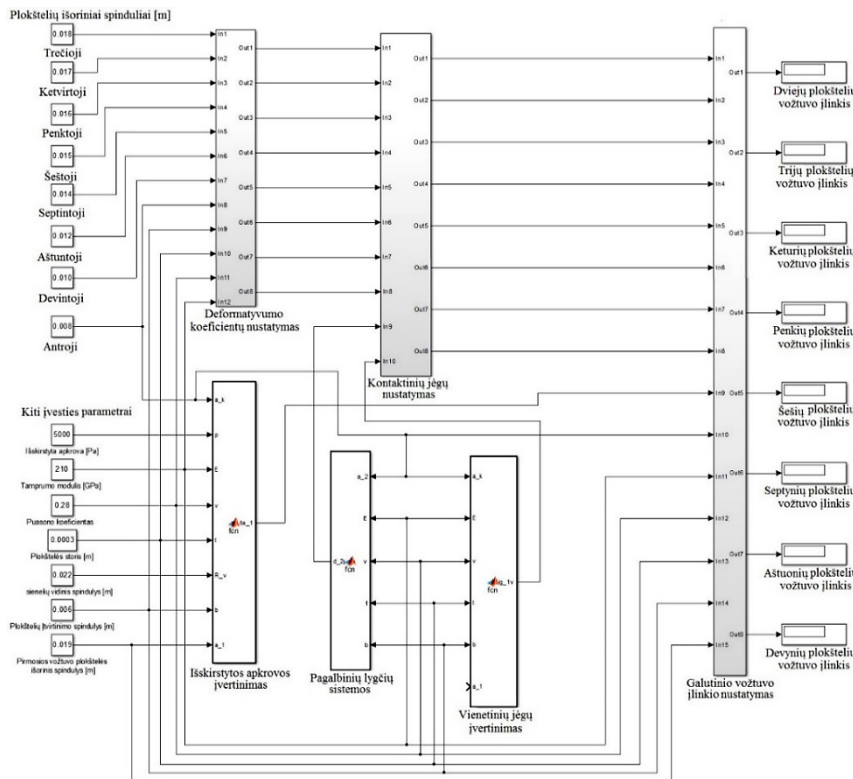 Plokštelių išoriniai spinduliai [m]
0.018
Trečioji
0.017
Ketvirtoji
0.016
Penktoji
0.015
Šeštoji
0.014
Septintoji
0.012
Aštuntoji
0.010
Devintoji
0.008
Antroji
In1
In2
In3
In4
In5
In6
In7
In8
In9
In10
In11
In12
Out1
Out2
Out3
Out4
Out5
Out6
Out7
Out8
Deformatyvumo
koeficientų nustatymas
In1
In2
In3
In4
In5
In6
In7
In8
In9
In10
Out1
Out2
Out3
Out4
Out5
Out6
Out7
Out8
Kontaktinių jėgų
nustatymas
In1
In2
In3
In4
In5
In6
In7
In8
In9
In10
In11
In12
In13
In14
In15
Out1
Out2
Out3
Out4
Out5
Out6
Out7
Out8
Galutinio vožtuvo
įlinkio nustatymas
Dviejų plokštelių
vožtuvo įlinkis
Trijų plokštelių
vožtuvo įlinkis
Keturių plokštelių
vožtuvo įlinkis
Penkių plokštelių
vožtuvo įlinkis
Šešių plokštelių
vožtuvo įlinkis
Septynių plokštelių
vožtuvo įlinkis
Aštuonių plokštelių
vožtuvo įlinkis
Devynių plokštelių
vožtuvo įlinkis
Kiti įvesties parametrai
5000
Išskirstyta apkrova [Pa]
210
Tamprumo modulis [GPa]
0.28
Puasono koeficientas
0.0003
Plokštelės storis [m]
0.022
sienelių vidinis spindulys [m]
0.006
Plokštelių įtvirtinimo spindulys [m]
0.019
Pirmosios vožtuvo plokštelės
išorinis spindulys [m]
a_k
p
E
v
t
R_v
b
a_1
fcn
Išskirstytos apkrovos
įvertinimas
a_2
E
v
t
b
fcn
Pagalbinių lygčių
sistemos
a_k
E
v
t
b
a_1
fcn
Vienetinių jėgų
įvertinimas